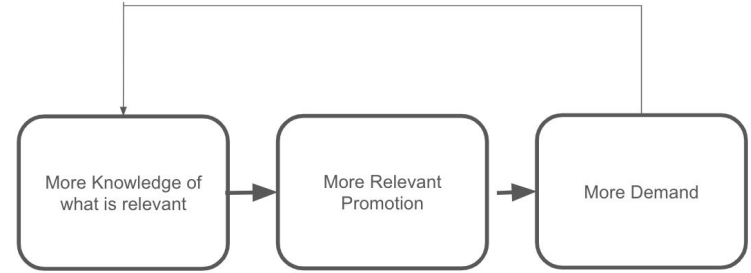 More Knowledge of
what is relevant
More Relevant
Promotion
More Demand